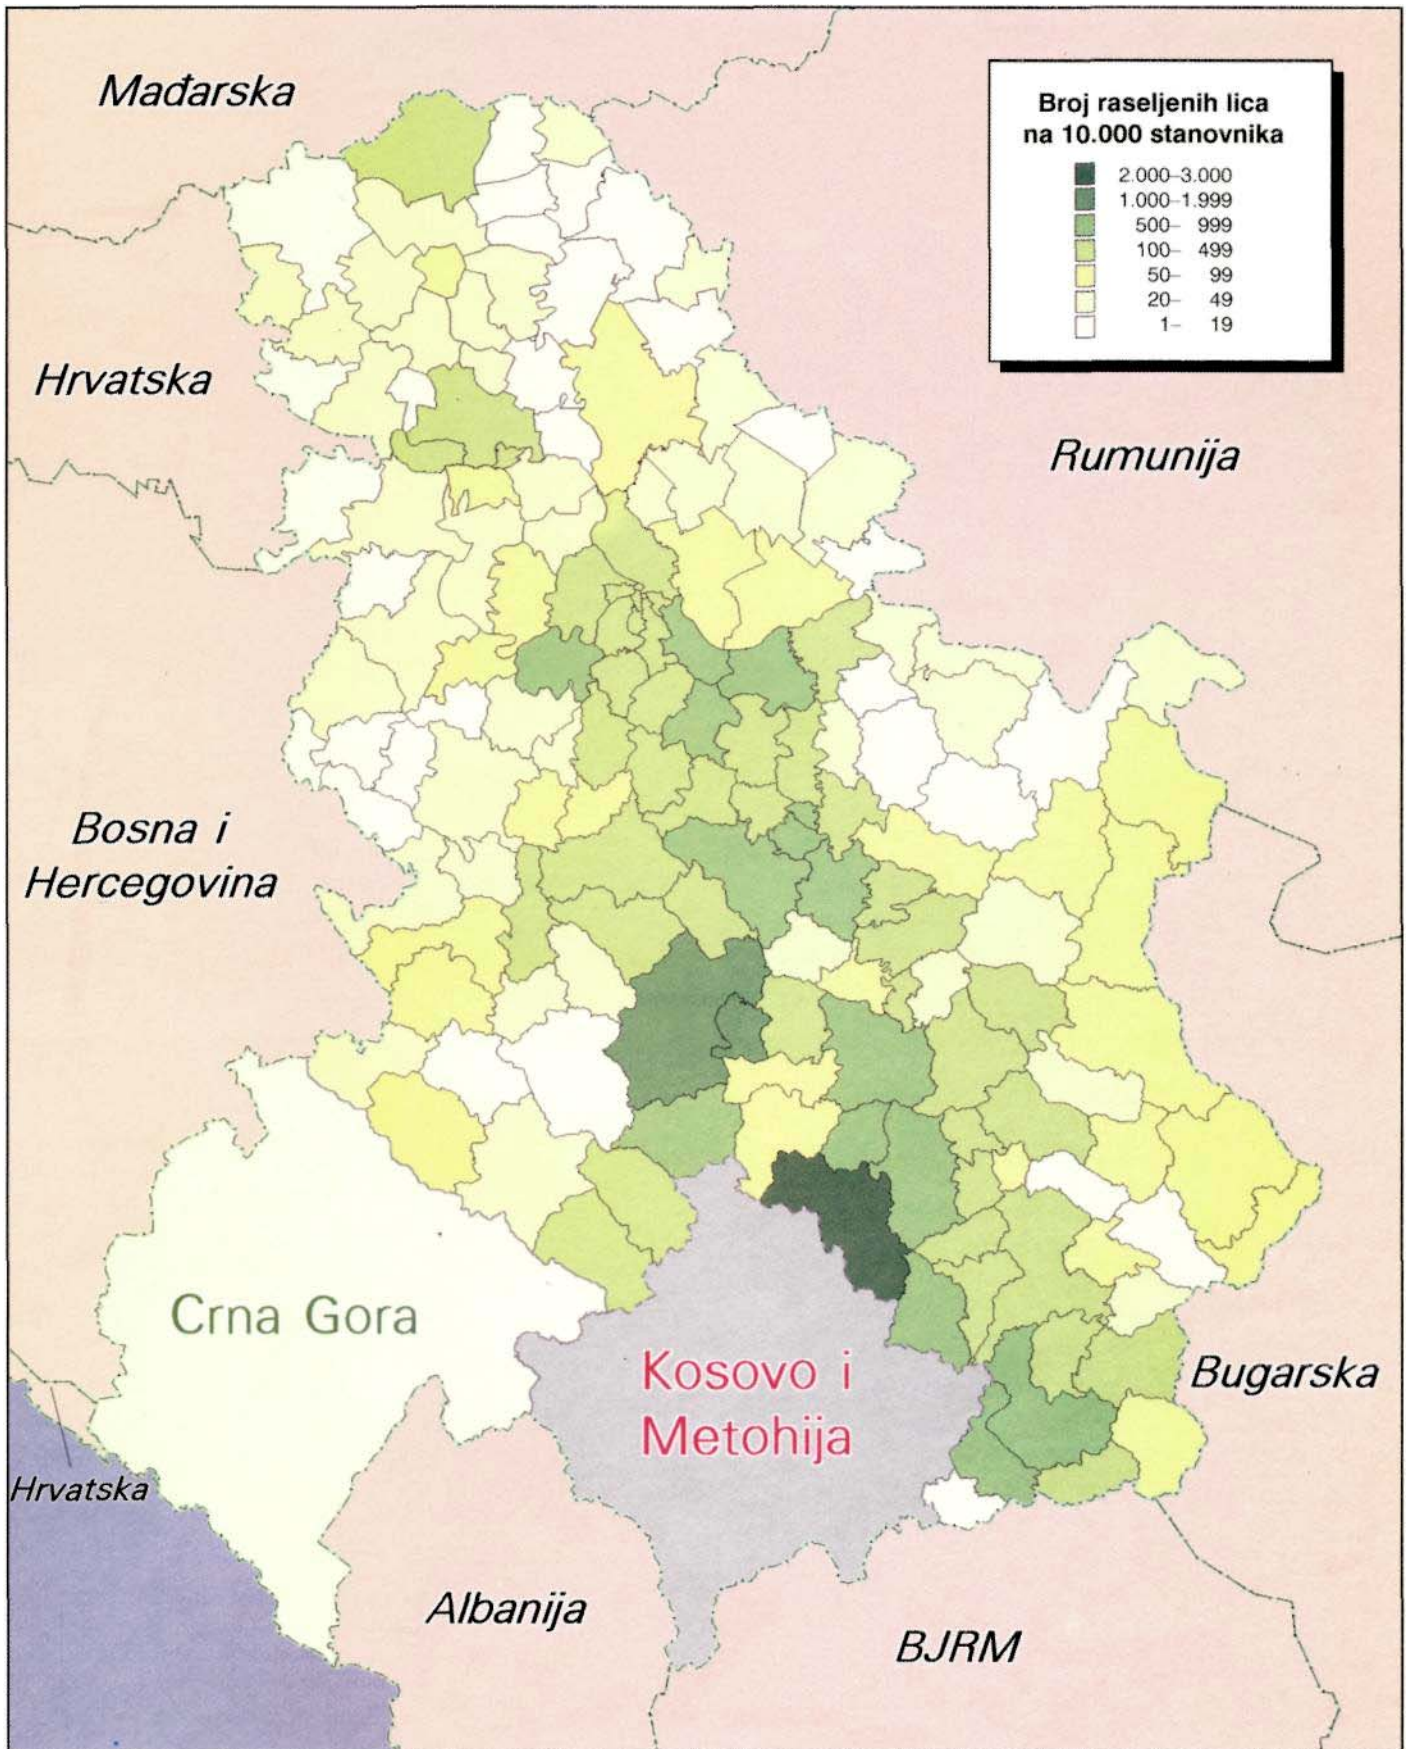 Mađarska
Broj raseljenih lica
na 10.000 stanovnika
2.000–3.000
1.000–1.999
500– 999
100– 499
50– 99
20– 49
1– 19
Hrvatska
Rumunija
Bosna i
Hercegovina
Crna Gora
Kosovo i
Metohija
Bugarska
Hrvatska
Albanija
BJRM